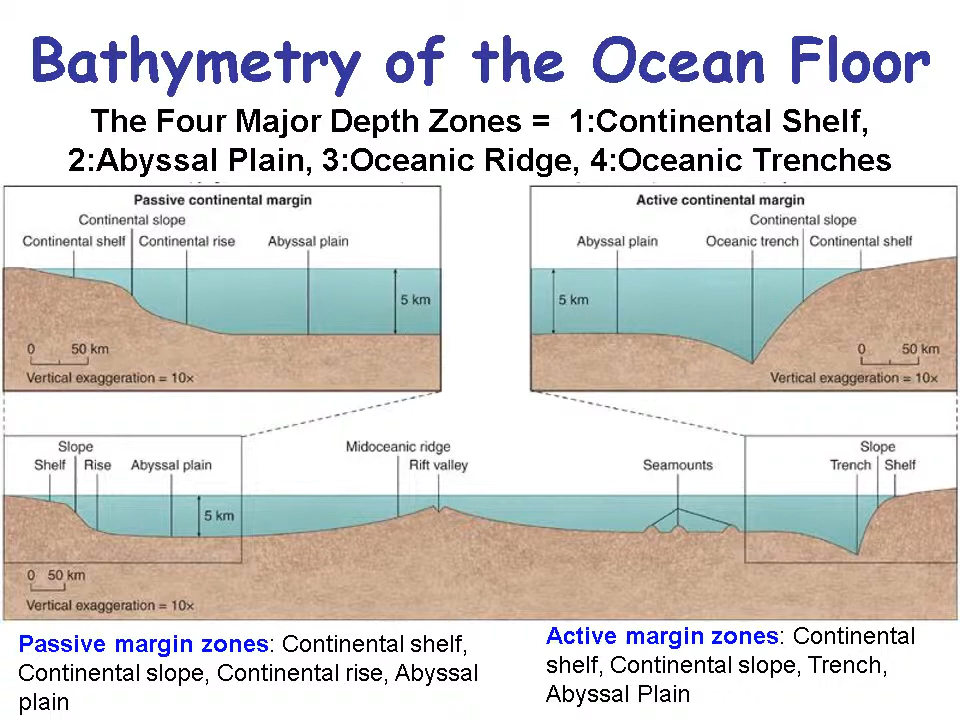 Bathymetry of the Ocean Floor
The Four Major Depth Zones = 1:Continental Shelf,
2:Abyssal Plain, 3:Oceanic Ridge, 4:Oceanic Trenches
Passive continental margin
Continental slope
Continental shelf Continental rise Abyssal plain
5 km
0 50 km
Vertical exaggeration = 10×
Active continental margin
Continental slope
Abyssal plain Oceanic trench Continental shelf
5 km
0 50 km
Vertical exaggeration = 10×
Slope
Shelf Rise Abyssal plain
Midoceanic ridge
Rift valley
Seamounts
Slope
Trench Shelf
5 km
0 50 km
Vertical exaggeration = 10×
Passive margin zones: Continental shelf,
Continental slope, Continental rise, Abyssal
plain
Active margin zones: Continental
shelf, Continental slope, Trench,
Abyssal Plain